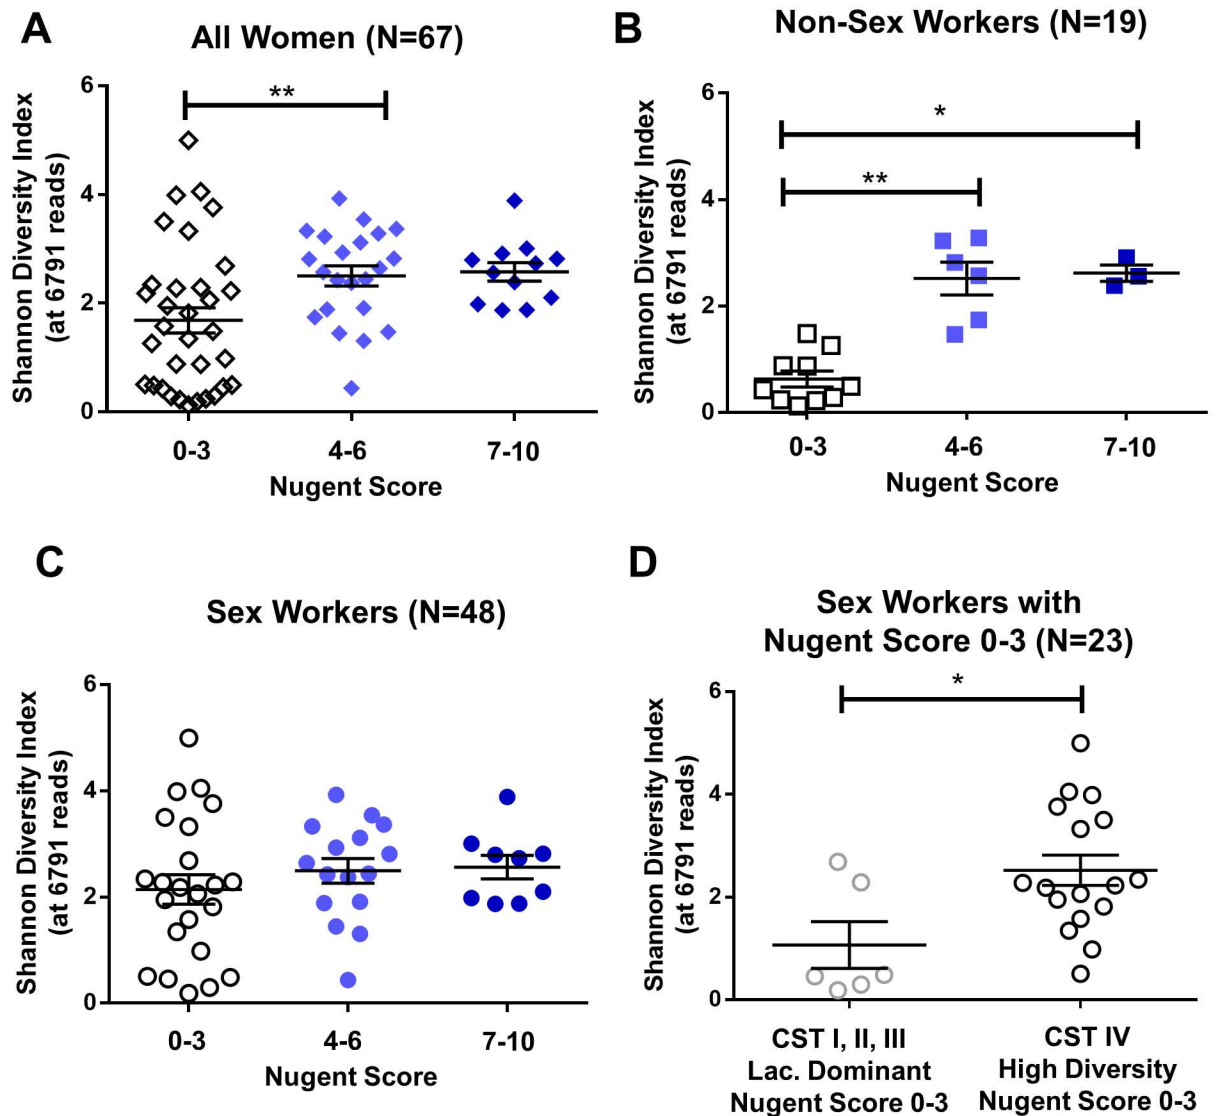 A
All Women (N=67)
Shannon Diversity Index
(at 6791 reads)
6
4
2
0
**
0-3
4-6
7-10
Nugent Score
B
Non-Sex Workers (N=19)
Shannon Diversity Index
(at 6791 reads)
6
4
2
0
*
**
0-3
4-6
7-10
Nugent Score
C
Sex Workers (N=48)
Shannon Diversity Index
(at 6791 reads)
6
4
2
0
0-3
4-6
7-10
Nugent Score
D
Sex Workers with
Nugent Score 0-3 (N=23)
Shannon Diversity Index
(at 6791 reads)
6
4
2
0
*
CST I, II, III
Lac. Dominant
Nugent Score 0-3
CST IV
High Diversity
Nugent Score 0-3